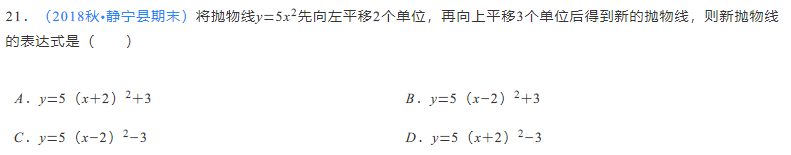 21．（2018秋•静宁县期末）将抛物线y=5x²先向左平移2个单位，再向上平移3个单位后得到新的抛物线，则新抛物线
的表达式是（　　）
A．y=5（x+2）²+3　　B．y=5（x−2）²+3
C．y=5（x−2）²−3　　D．y=5（x+2）²−3